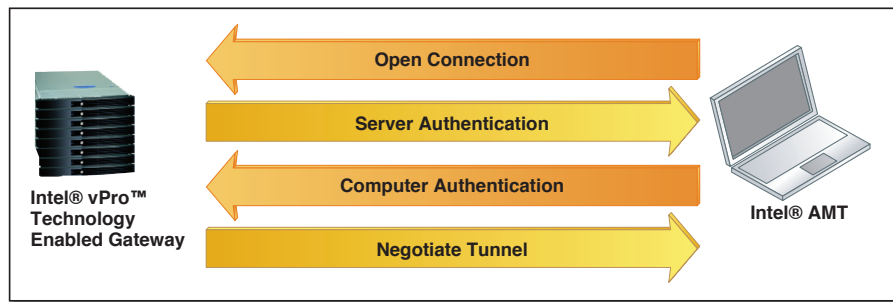 Open Connection
Server Authentication
Computer Authentication
Negotiate Tunnel
Intel® vPro™
Technology
Enabled Gateway
Intel® AMT